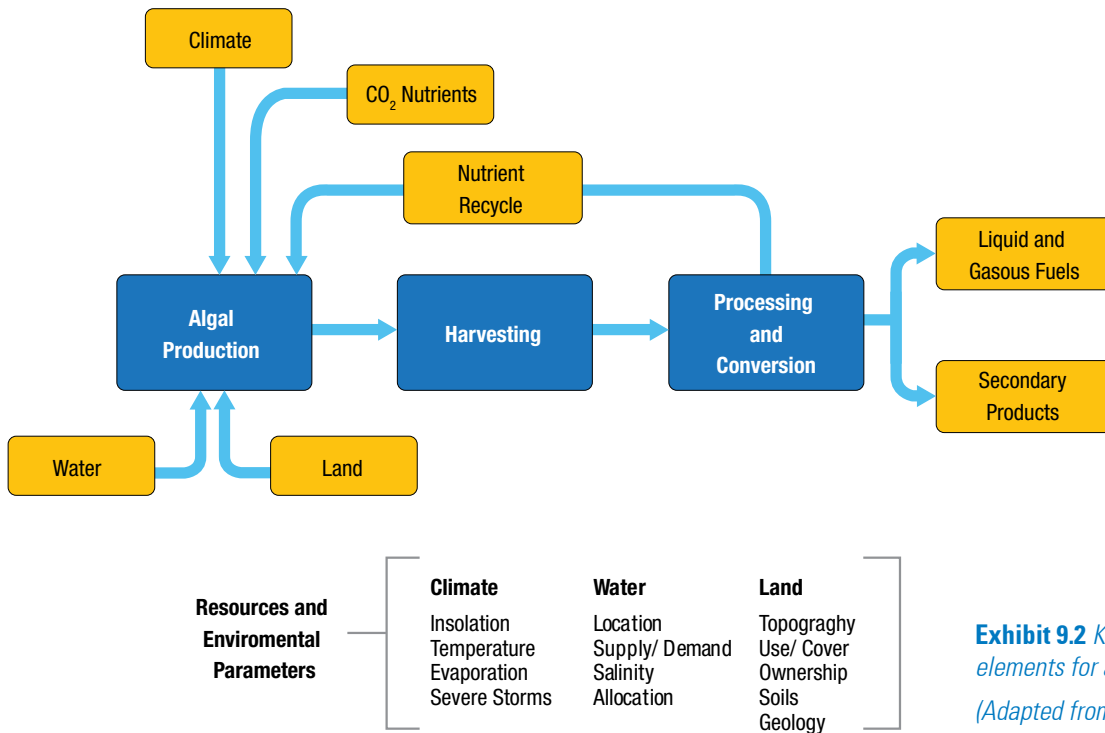 Climate
CO₂ Nutrients
Nutrient
Recycle
Algal
Production
Harvesting
Processing
and
Conversion
Liquid and
Gasous Fuels
Secondary
Products
Water
Land
Resources and
Enviromental
Parameters
Climate
Insolation
Temperature
Evaporation
Severe Storms
Water
Location
Supply/ Demand
Salinity
Allocation
Land
Topograghy
Use/ Cover
Ownership
Soils
Geology
Exhibit 9.2
elements for
(Adapted from